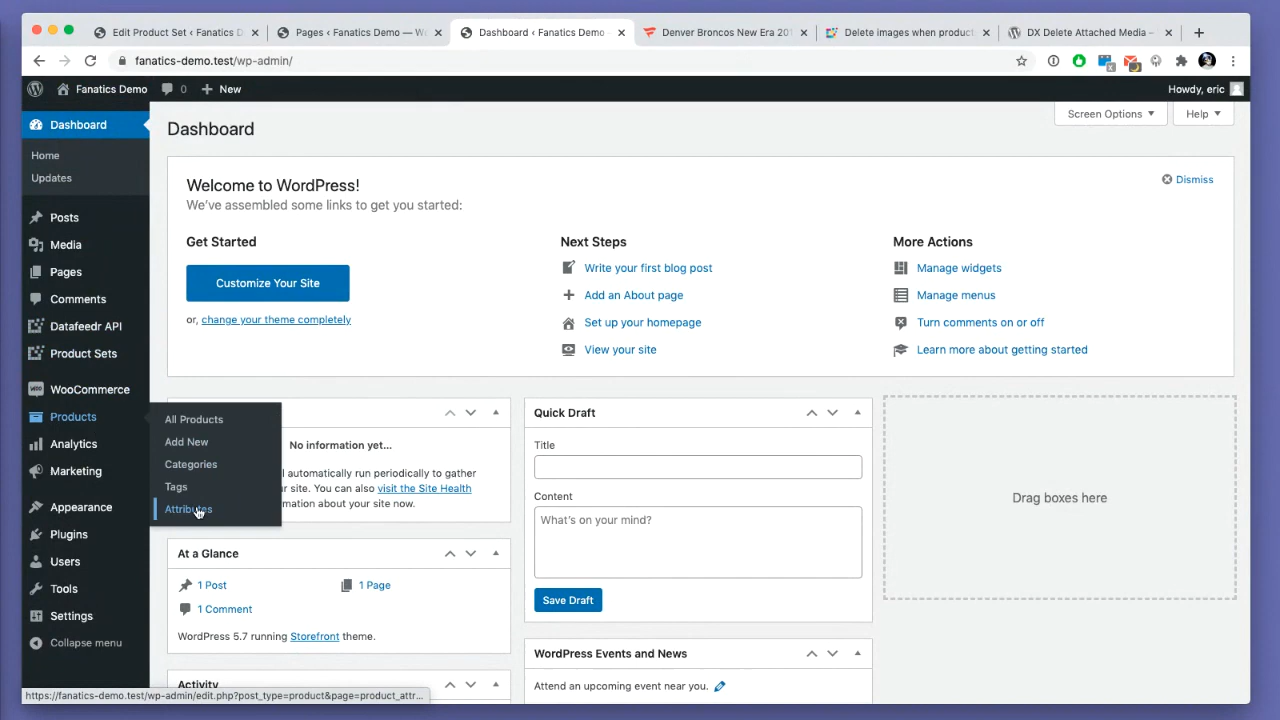 Edit Product Set ‹ Fanatics D
Pages ‹ Fanatics Demo — Wo
Dashboard ‹ Fanatics Demo
Denver Broncos New Era 201
Delete images when product
DX Delete Attached Media –
fanatics-demo.test/wp-admin/
Fanatics Demo
0
New
Howdy, eric
Dashboard
Home
Updates
Posts
Media
Pages
Comments
Datafeedr API
Product Sets
WooCommerce
Products
Analytics
Marketing
Appearance
Plugins
Users
Tools
Settings
Collapse menu
All Products
Add New
Categories
Tags
Attributes
Dashboard
Screen Options
Help
Welcome to WordPress!
We've assembled some links to get you started:
Dismiss
Get Started
Customize Your Site
or, change your theme completely
Next Steps
Write your first blog post
Add an About page
Set up your homepage
View your site
More Actions
Manage widgets
Manage menus
Turn comments on or off
Learn more about getting started
No information yet...
automatically run periodically to gather
r site. You can also visit the Site Health
mation about your site now.
At a Glance
1 Post
1 Page
1 Comment
WordPress 5.7 running Storefront theme.
Activity
Quick Draft
Title
Content
What's on your mind?
Save Draft
WordPress Events and News
Attend an upcoming event near you.
Drag boxes here
https://fanatics-demo.test/wp-admin/edit.php?post_type=product&page=product_attr...